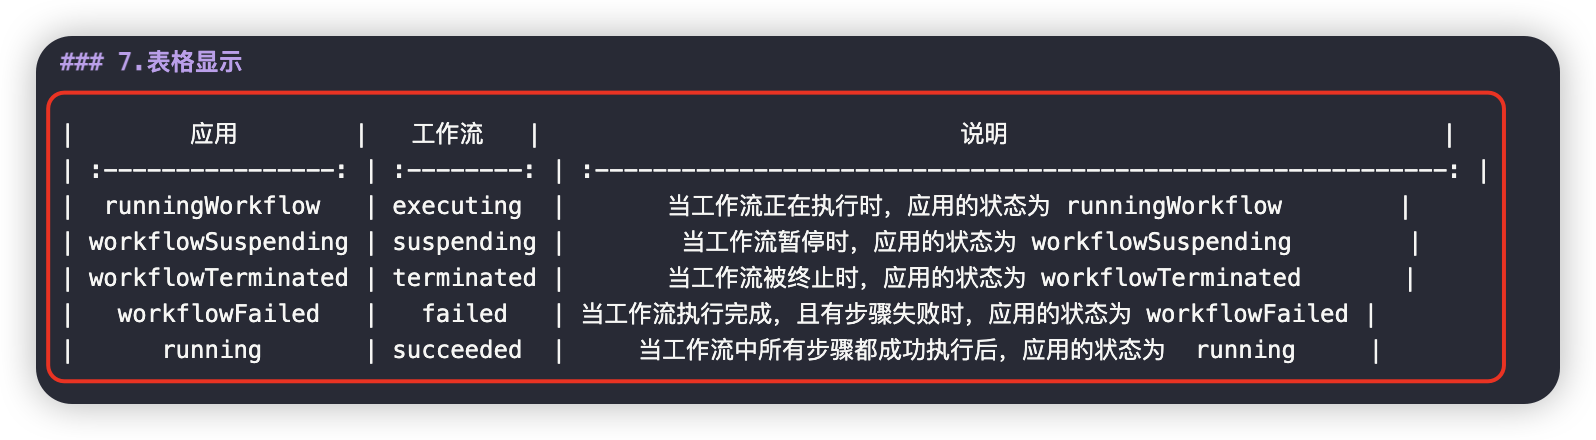 ### 7.表格显示
|        应用        |   工作流   |                             说明                              |
| :----------------: | :--------: | :-----------------------------------------------------------: |
|  runningWorkflow   | executing  |       当工作流正在执行时，应用的状态为 runningWorkflow        |
| workflowSuspending | suspending |        当工作流暂停时，应用的状态为 workflowSuspending        |
| workflowTerminated | terminated |       当工作流被终止时，应用的状态为 workflowTerminated       |
|   workflowFailed   |   failed   | 当工作流执行完成，且有步骤失败时，应用的状态为 workflowFailed |
|      running       | succeeded  |     当工作流中所有步骤都成功执行后，应用的状态为  running     |